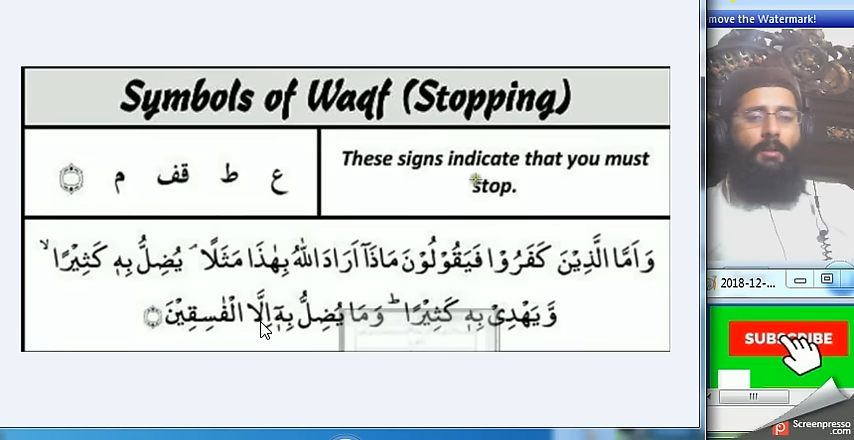 move the Watermark!
Symbols of Waqf (Stopping)
ع ط قف م
These signs indicate that you must
stop.
وَاَمَّا الَّذِيْنَ كَفَرُوْا فَيَقُوْلُوْنَ مَاذَآ اَرَادَ اللّٰهُ بِهٰذَا مَثَلًا ۘ يُضِلُّ بِهٖ كَثِيْرًا ۙ
وَّيَهْدِىْ بِهٖ كَثِيْرًا ؕ وَمَا يُضِلُّ بِهٖٓ اِلَّا الْفٰسِقِيْنَ ۝
2018-12-...
SUBSCRIBE
Screenpresso
.com